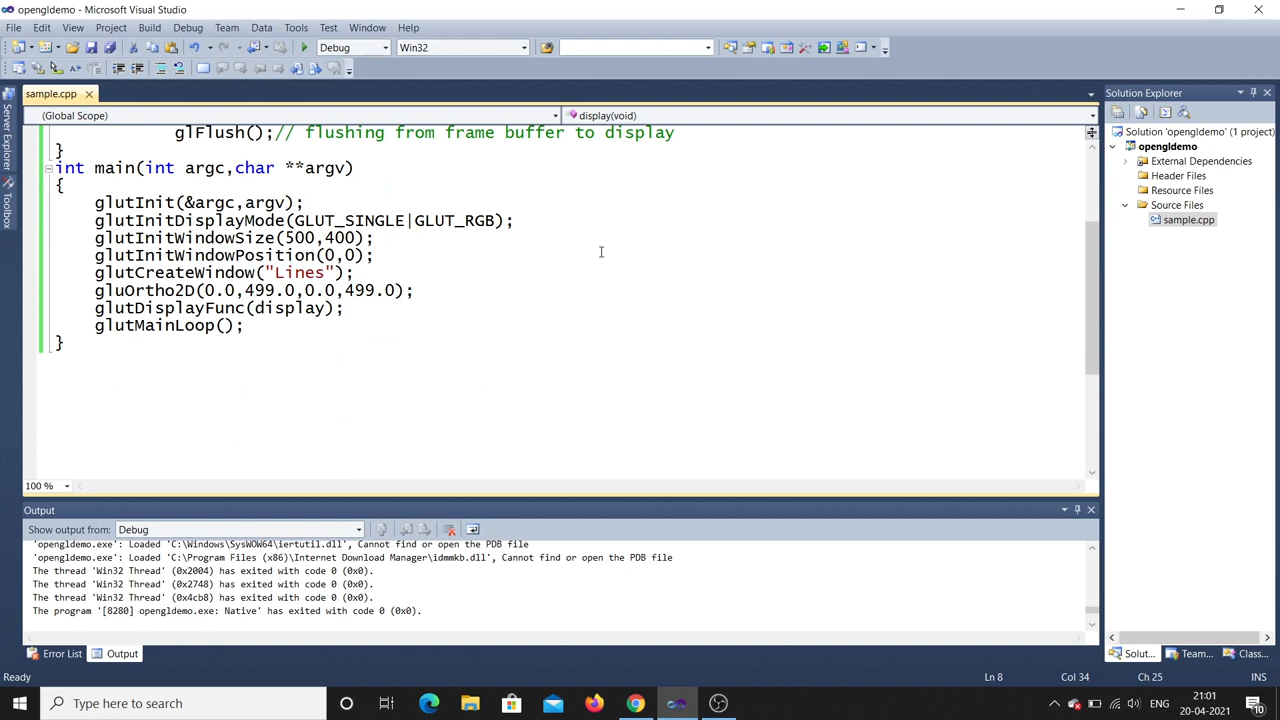 opengldemo - Microsoft Visual Studio
File Edit View Project Build Debug Team Data Tools Test Window Help
Debug Win32
sample.cpp
(Global Scope) display(void)
glFlush();// flushing from frame buffer to display
}
int main(int argc,char **argv)
{
glutInit(&argc,argv);
glutInitDisplayMode(GLUT_SINGLE|GLUT_RGB);
glutInitWindowSize(500,400);
glutInitWindowPosition(0,0);
glutCreateWindow("Lines");
gluOrtho2D(0.0,499.0,0.0,499.0);
glutDisplayFunc(display);
glutMainLoop();
}
100 %
Server Explorer
Toolbox
Solution Explorer
Solution 'opengldemo' (1 project)
opengldemo
External Dependencies
Header Files
Resource Files
Source Files
sample.cpp
Solut... Team... Class...
Output
Show output from: Debug
'opengldemo.exe': Loaded 'C:\Windows\SysWOW64\iertutil.dll', Cannot find or open the PDB file
'opengldemo.exe': Loaded 'C:\Program Files (x86)\Internet Download Manager\idmmkb.dll', Cannot find or open the PDB file
The thread 'Win32 Thread' (0x2004) has exited with code 0 (0x0).
The thread 'Win32 Thread' (0x2748) has exited with code 0 (0x0).
The thread 'Win32 Thread' (0x4cb8) has exited with code 0 (0x0).
The program '[8280] opengldemo.exe: Native' has exited with code 0 (0x0).
Error List Output
Ready Ln 8 Col 34 Ch 25 INS
Type here to search
ENG
21:01
20-04-2021
10